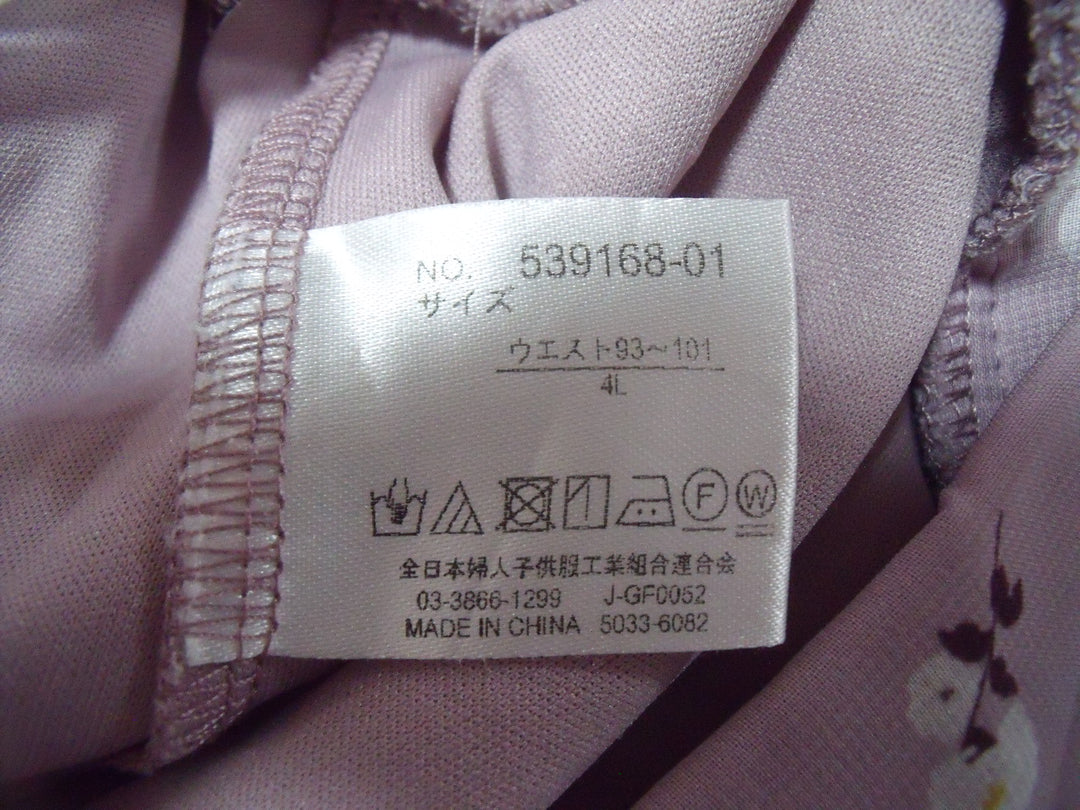 NO. 539168-01
サイズ
ウエスト93〜101
4L
F W
全日本婦人子供服工業組合連合会
03-3866-1299 J-GF0052
MADE IN CHINA 5033-6082